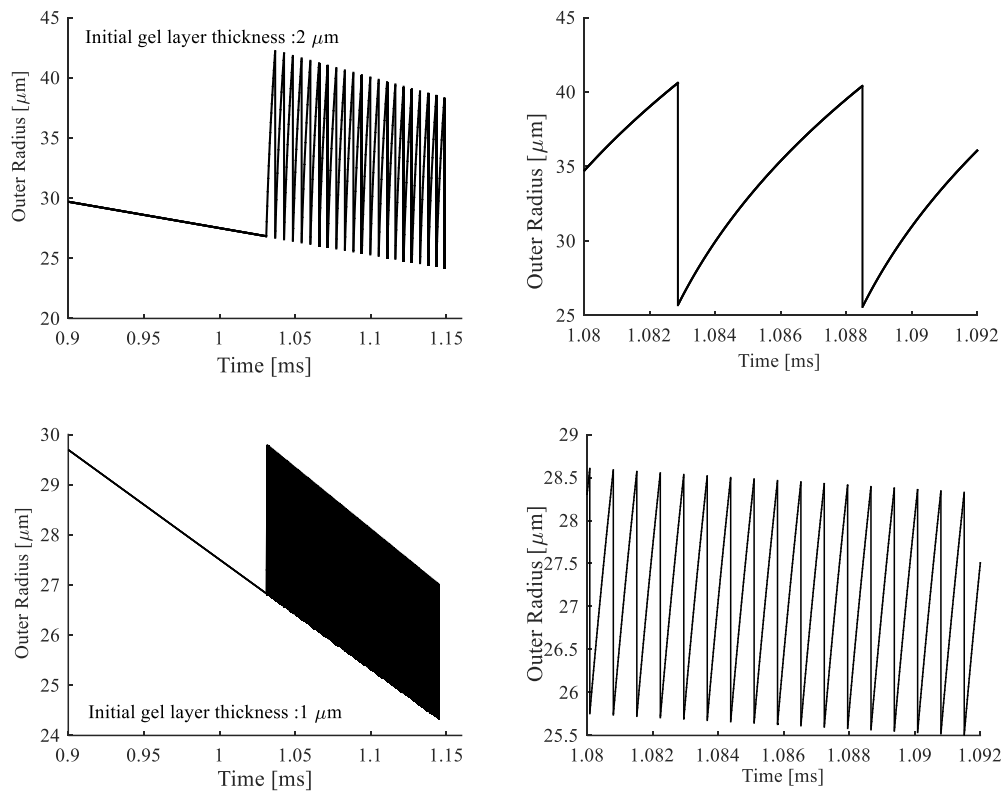 45
40
35
30
25
20
Outer Radius [μm]
Initial gel layer thickness :2 μm
0.9 0.95 1 1.05 1.1 1.15
Time [ms]
45
40
35
30
25
Outer Radius [μm]
1.08 1.082 1.084 1.086 1.088 1.09 1.092
Time [ms]
30
29
28
27
26
25
24
Outer Radius [μm]
Initial gel layer thickness :1 μm
0.9 0.95 1 1.05 1.1 1.15
Time [ms]
29
28.5
28
27.5
27
26.5
26
25.5
Outer Radius [μm]
1.08 1.082 1.084 1.086 1.088 1.09 1.092
Time [ms]